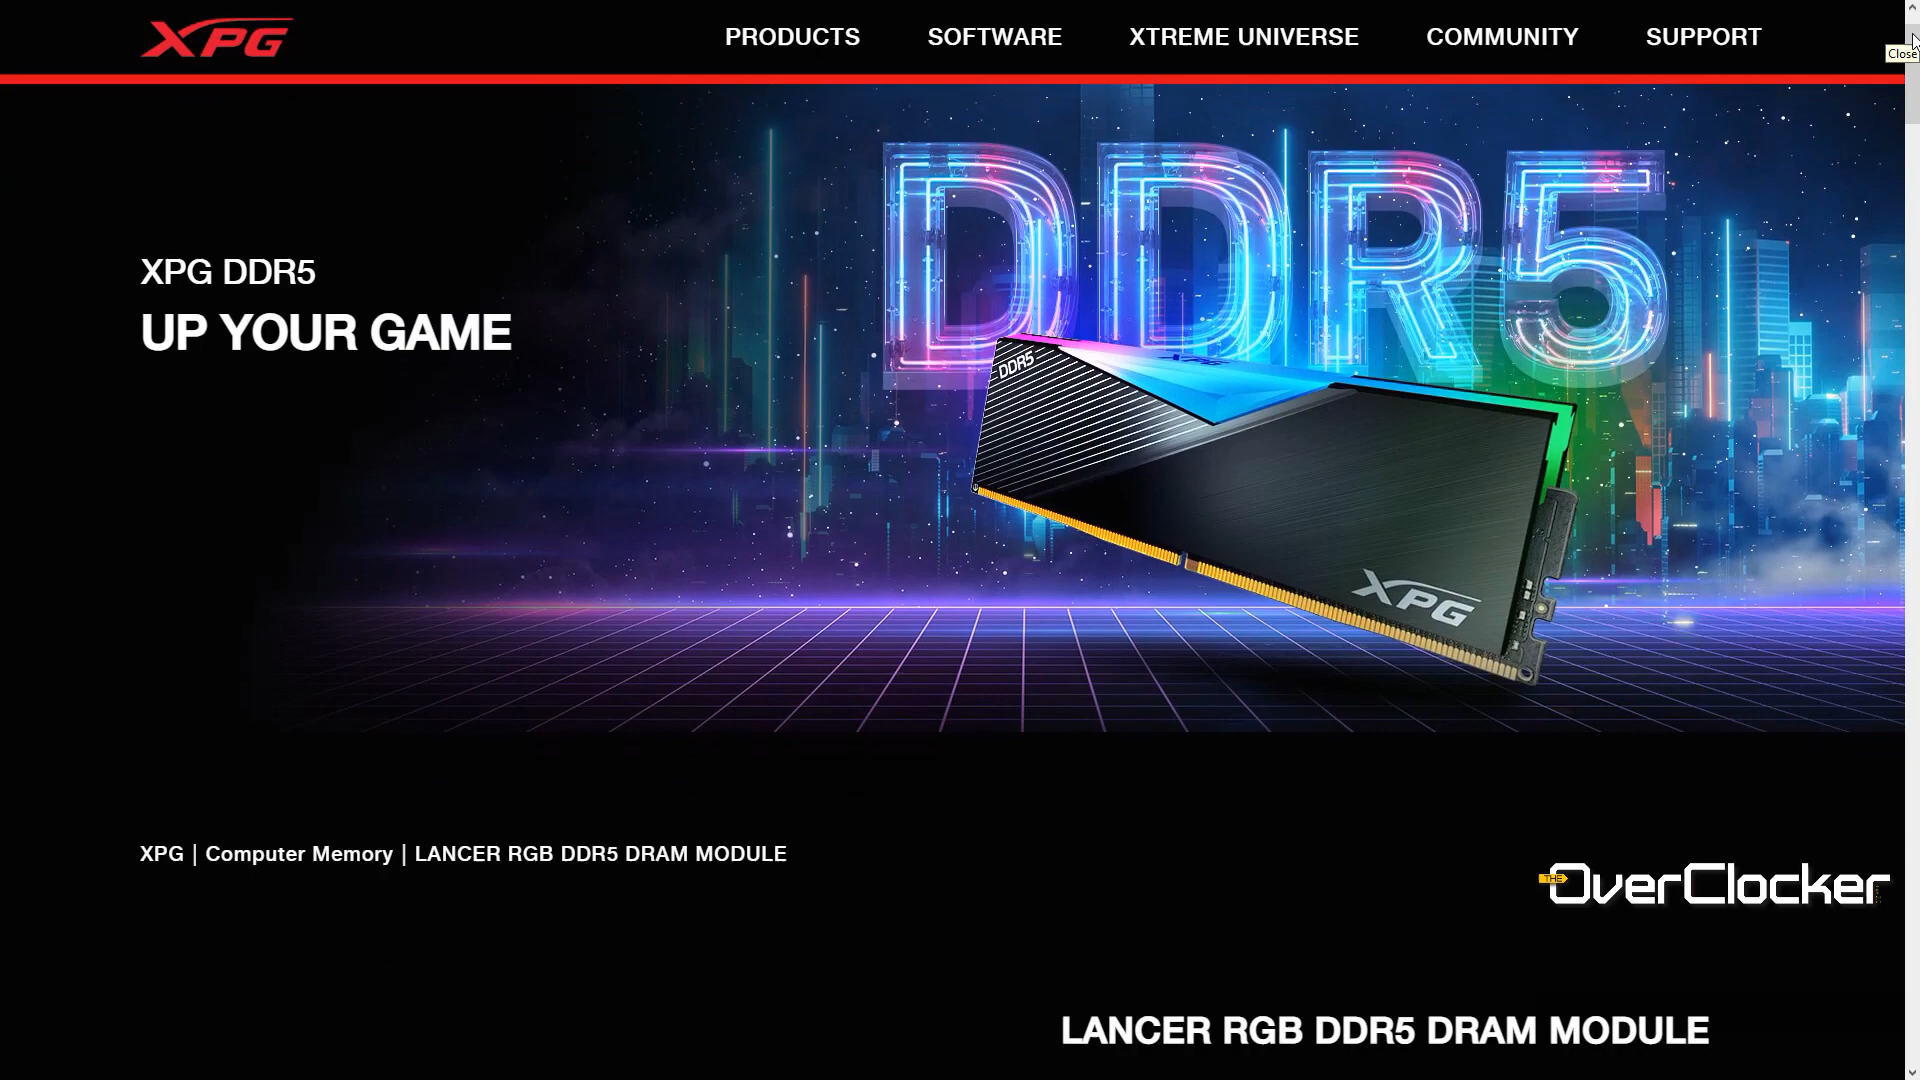 XPG
PRODUCTS
SOFTWARE
XTREME UNIVERSE
COMMUNITY
SUPPORT
Close
DDR5
XPG DDR5
UP YOUR GAME
DDR5
XPG
XPG
XPG | Computer Memory | LANCER RGB DDR5 DRAM MODULE
THE OverClocker
LANCER RGB DDR5 DRAM MODULE